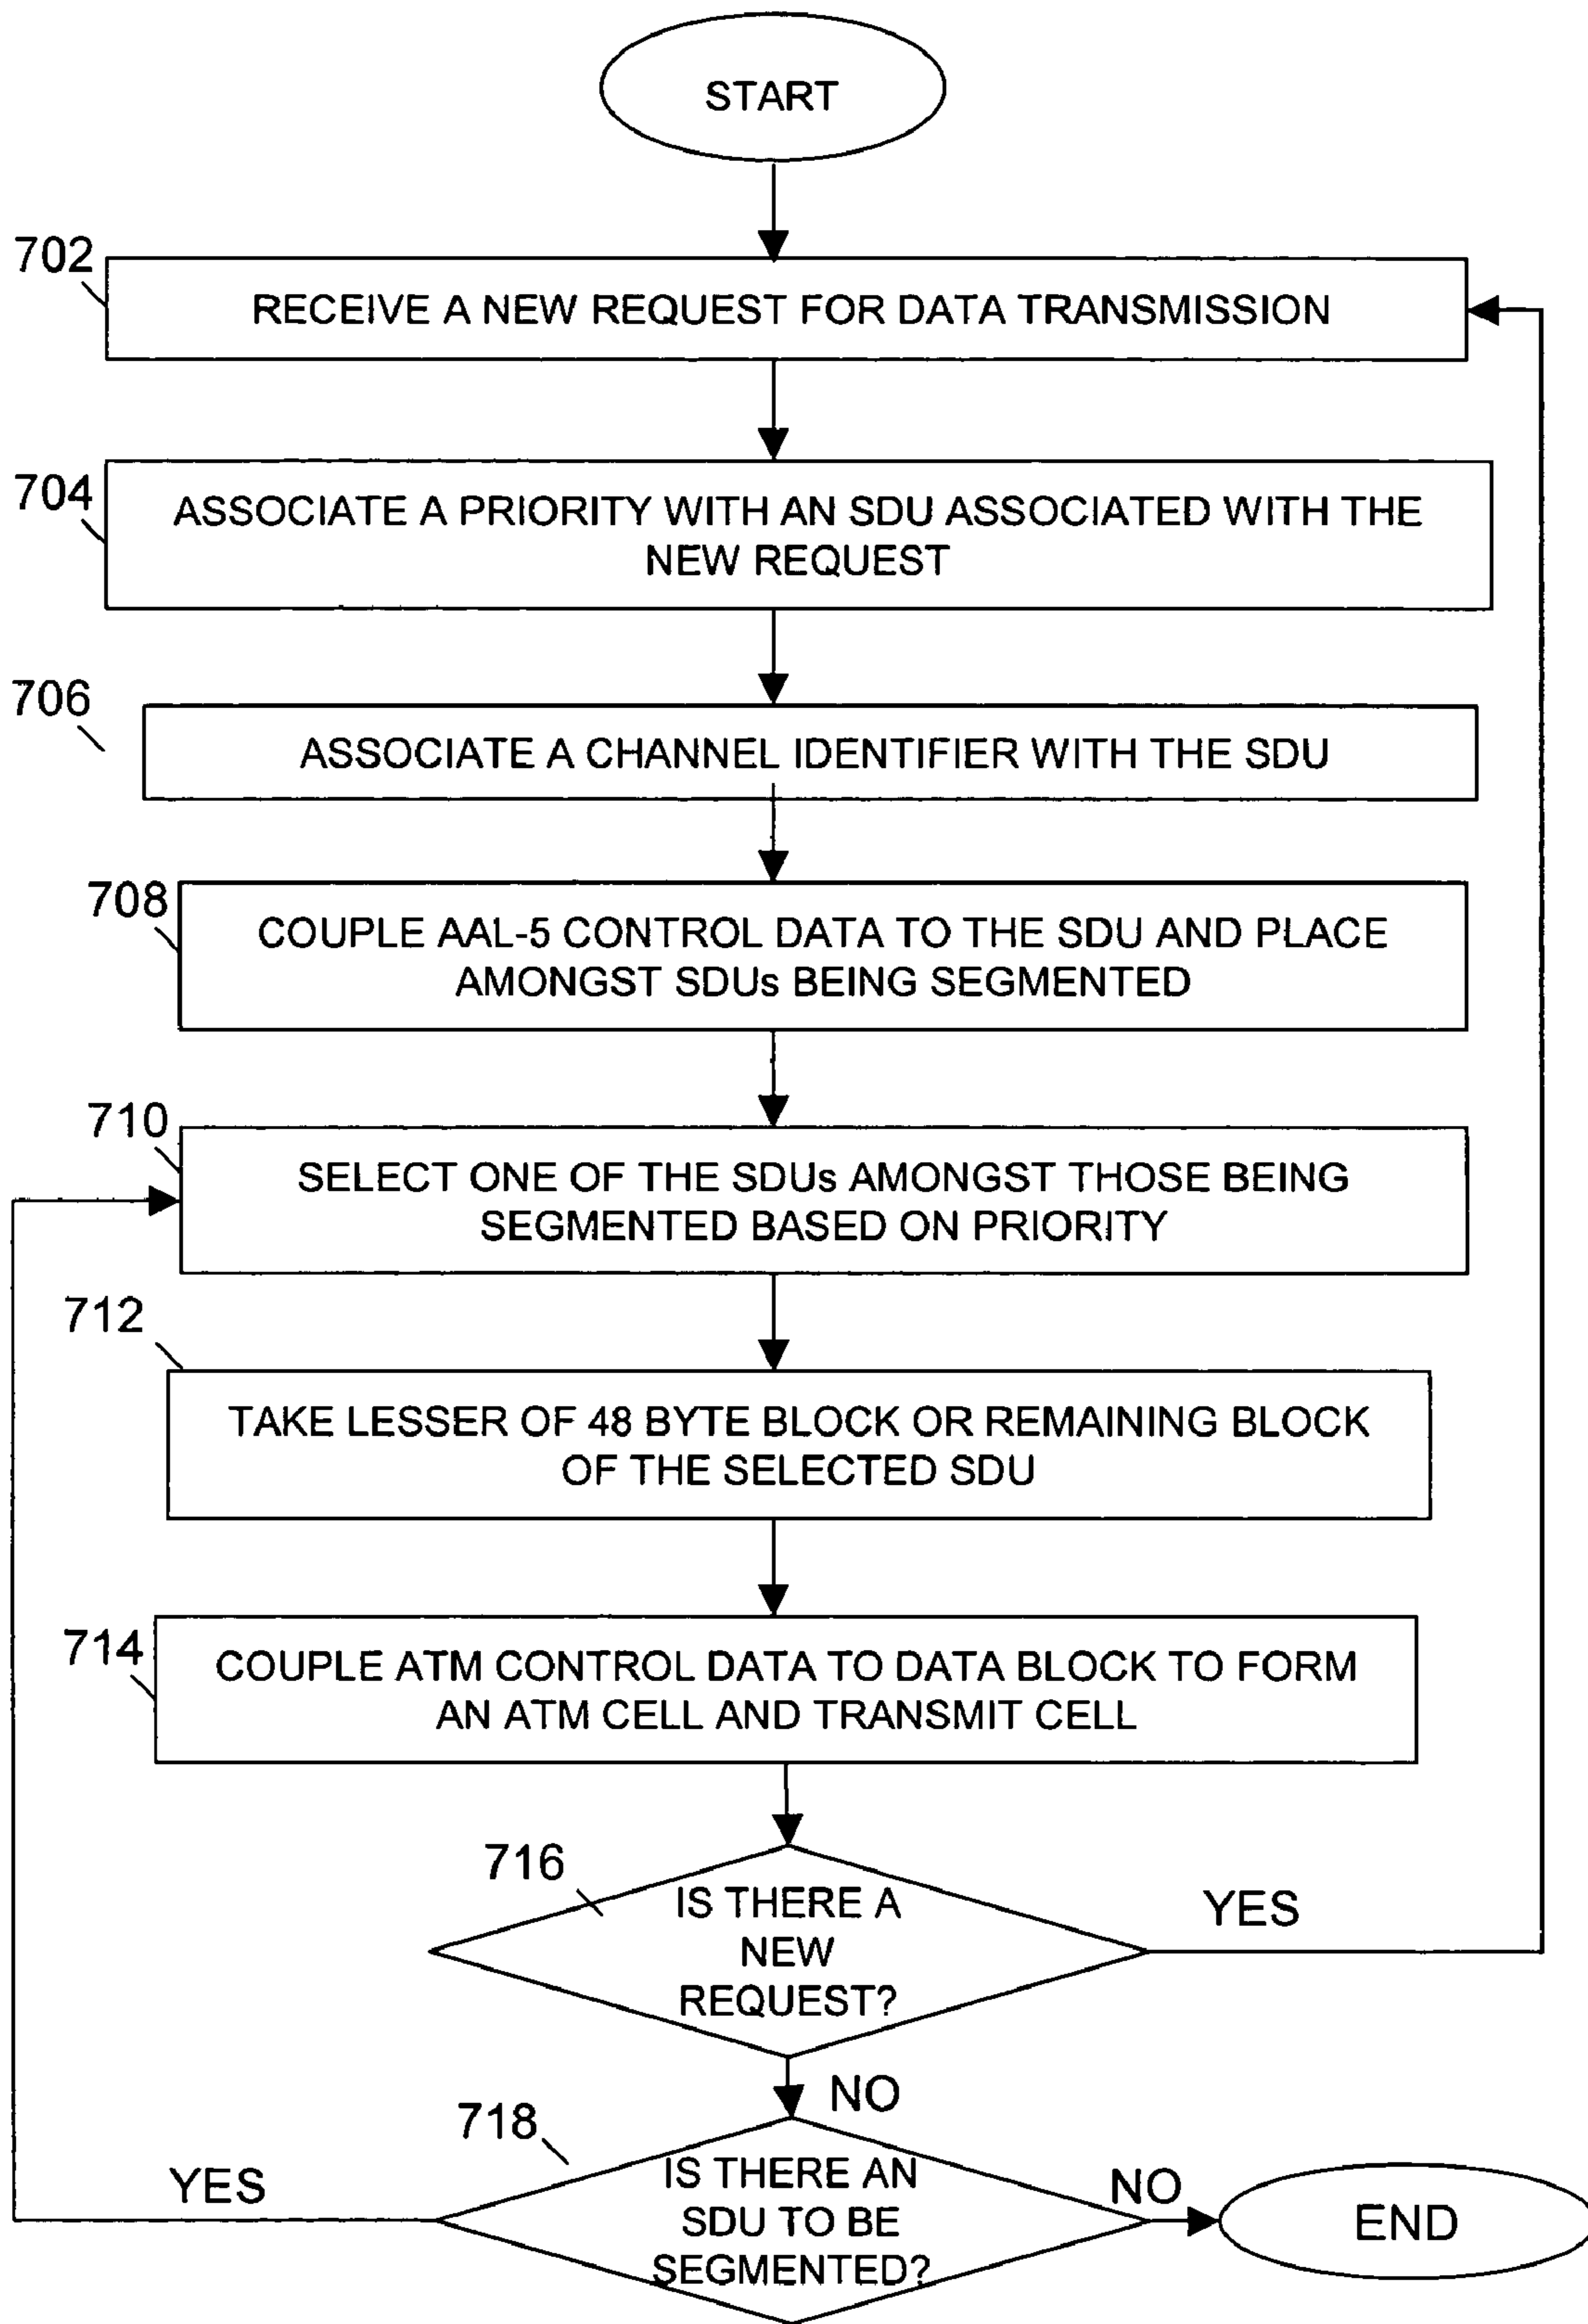 START
702
RECEIVE A NEW REQUEST FOR DATA TRANSMISSION
704
ASSOCIATE A PRIORITY WITH AN SDU ASSOCIATED WITH THE
NEW REQUEST
706
ASSOCIATE A CHANNEL IDENTIFIER WITH THE SDU
708
COUPLE AAL-5 CONTROL DATA TO THE SDU AND PLACE
AMONGST SDUs BEING SEGMENTED
710
SELECT ONE OF THE SDUs AMONGST THOSE BEING
SEGMENTED BASED ON PRIORITY
712
TAKE LESSER OF 48 BYTE BLOCK OR REMAINING BLOCK
OF THE SELECTED SDU
714
COUPLE ATM CONTROL DATA TO DATA BLOCK TO FORM
AN ATM CELL AND TRANSMIT CELL
716
IS THERE A
NEW
REQUEST?
YES
NO
718
IS THERE AN
SDU TO BE
SEGMENTED?
YES
NO
END